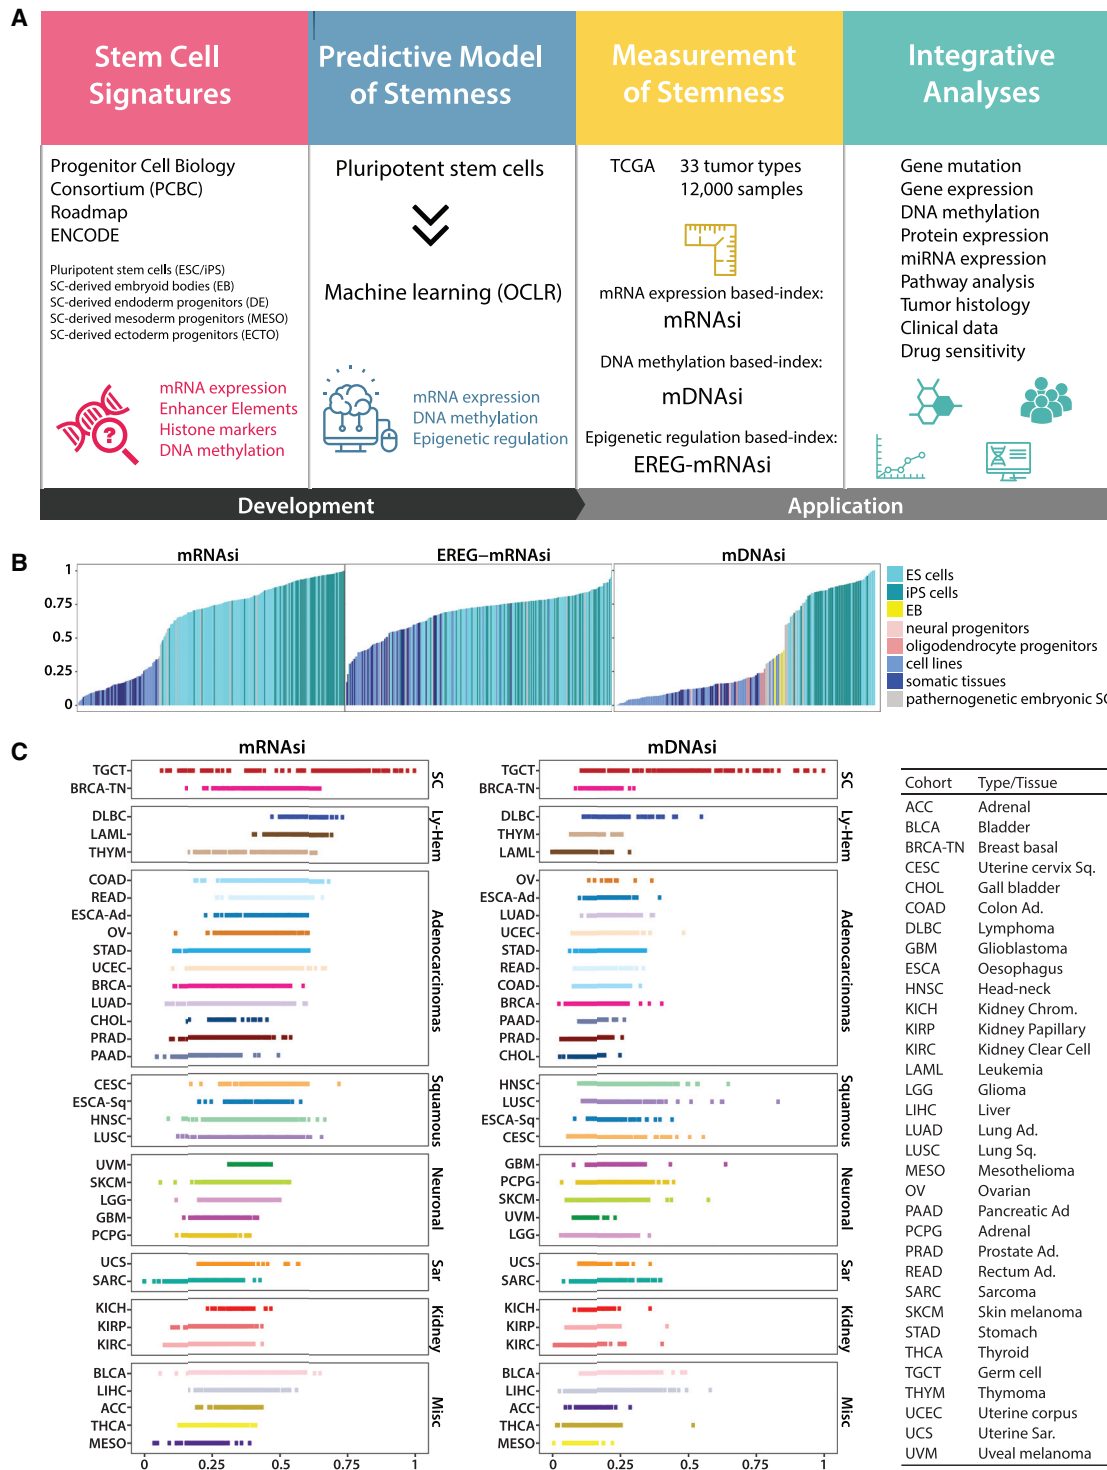 A
Stem Cell
Signatures
Predictive Model
of Stemness
Measurement
of Stemness
Integrative
Analyses
Progenitor Cell Biology
Consortium (PCBC)
Roadmap
ENCODE
Pluripotent stem cells (ESC/iPS)
SC-derived embryoid bodies (EB)
SC-derived endoderm progenitors (DE)
SC-derived mesoderm progenitors (MESO)
SC-derived ectoderm progenitors (ECTO)
?
mRNA expression
Enhancer Elements
Histone markers
DNA methylation
Pluripotent stem cells
Machine learning (OCLR)
mRNA expression
DNA methylation
Epigenetic regulation
TCGA 33 tumor types
12,000 samples
mRNA expression based-index:
mRNAsi
DNA methylation based-index:
mDNAsi
Epigenetic regulation based-index:
EREG-mRNAsi
Gene mutation
Gene expression
DNA methylation
Protein expression
miRNA expression
Pathway analysis
Tumor histology
Clinical data
Drug sensitivity
Development
Application
B
mRNAsi
EREG–mRNAsi
mDNAsi
1
0.75
0.5
0.25
0
ES cells
iPS cells
EB
neural progenitors
oligodendrocyte progenitors
cell lines
somatic tissues
pathernogenetic embryonic SC
C
mRNAsi
TGCT
BRCA-TN
SC
DLBC
LAML
THYM
Ly-Hem
COAD
READ
ESCA-Ad
OV
STAD
UCEC
BRCA
LUAD
CHOL
PRAD
PAAD
Adenocarcinomas
CESC
ESCA-Sq
HNSC
LUSC
Squamous
UVM
SKCM
LGG
GBM
PCPG
Neuronal
UCS
SARC
Sar
KICH
KIRP
KIRC
Kidney
BLCA
LIHC
ACC
THCA
MESO
Misc
0 0.25 0.5 0.75 1
mDNAsi
TGCT
BRCA-TN
SC
DLBC
THYM
LAML
Ly-Hem
OV
ESCA-Ad
LUAD
UCEC
STAD
READ
COAD
BRCA
PAAD
PRAD
CHOL
Adenocarcinomas
HNSC
LUSC
ESCA-Sq
CESC
Squamous
GBM
PCPG
SKCM
UVM
LGG
Neuronal
UCS
SARC
Sar
KICH
KIRP
KIRC
Kidney
BLCA
LIHC
ACC
THCA
MESO
Misc
0 0.25 0.5 0.75 1
Cohort Type/Tissue
ACC Adrenal
BLCA Bladder
BRCA-TN Breast basal
CESC Uterine cervix Sq.
CHOL Gall bladder
COAD Colon Ad.
DLBC Lymphoma
GBM Glioblastoma
ESCA Oesophagus
HNSC Head-neck
KICH Kidney Chrom.
KIRP Kidney Papillary
KIRC Kidney Clear Cell
LAML Leukemia
LGG Glioma
LIHC Liver
LUAD Lung Ad.
LUSC Lung Sq.
MESO Mesothelioma
OV Ovarian
PAAD Pancreatic Ad
PCPG Adrenal
PRAD Prostate Ad.
READ Rectum Ad.
SARC Sarcoma
SKCM Skin melanoma
STAD Stomach
THCA Thyroid
TGCT Germ cell
THYM Thymoma
UCEC Uterine corpus
UCS Uterine Sar.
UVM Uveal melanoma